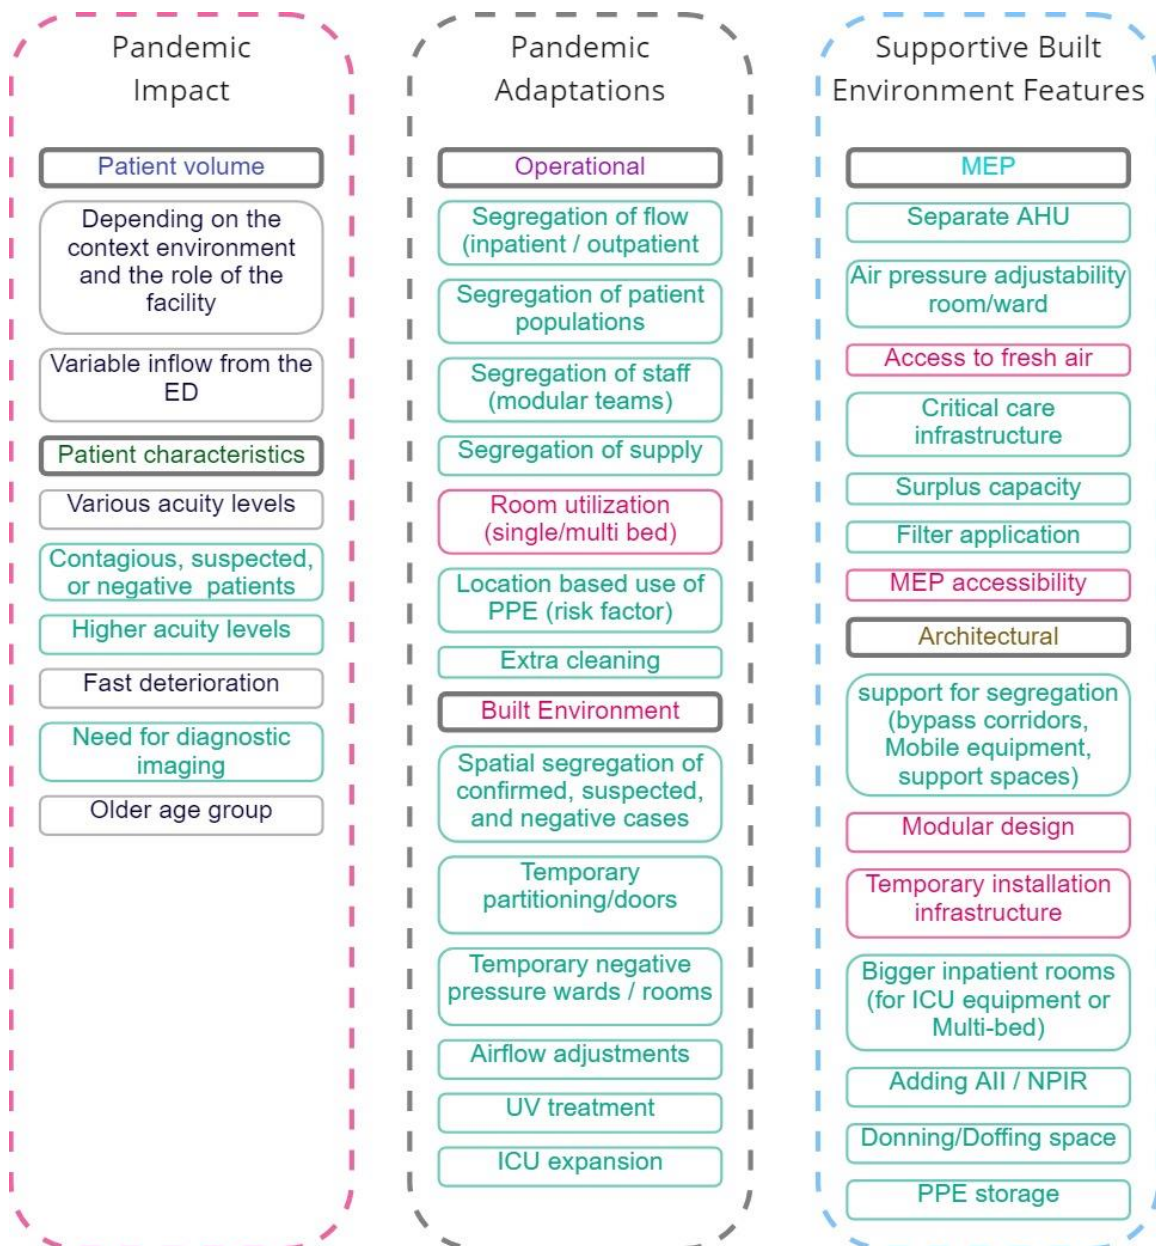 Pandemic
Impact
Patient volume
Depending on the
context environment
and the role of the
facility
Variable inflow from the
ED
Patient characteristics
Various acuity levels
Contagious, suspected,
or negative patients
Higher acuity levels
Fast deterioration
Need for diagnostic
imaging
Older age group
Pandemic
Adaptations
Operational
Segregation of flow
(inpatient / outpatient
Segregation of patient
populations
Segregation of staff
(modular teams)
Segregation of supply
Room utilization
(single/multi bed)
Location based use of
PPE (risk factor)
Extra cleaning
Built Environment
Spatial segregation of
confirmed, suspected,
and negative cases
Temporary
partitioning/doors
Temporary negative
pressure wards / rooms
Airflow adjustments
UV treatment
ICU expansion
Supportive Built
Environment Features
MEP
Separate AHU
Air pressure adjustability
room/ward
Access to fresh air
Critical care
infrastructure
Surplus capacity
Filter application
MEP accessibility
Architectural
support for segregation
(bypass corridors,
Mobile equipment,
support spaces)
Modular design
Temporary installation
infrastructure
Bigger inpatient rooms
(for ICU equipment or
Multi-bed)
Adding AII / NPIR
Donning/Doffing space
PPE storage